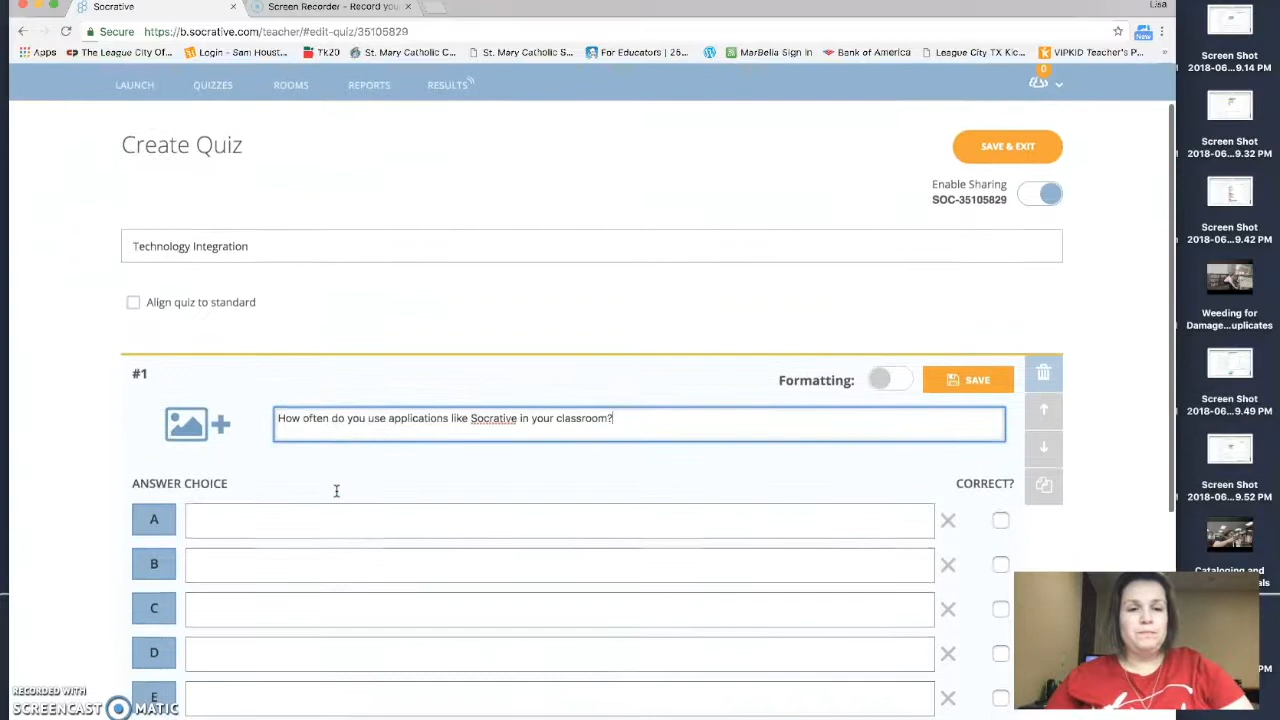 Socrative
Screen Recorder - Record you
Lisa
Secure https://b.socrative.com/teacher/#edit-quiz/35105829
New
Apps The League City Of... Login - Sam Hous... Tk20 St. Mary Catholic... St. Mary Gu... For Educators | 25... MarBella Sign In Bank of America League City TX Kic... VIPKID Teacher's P... »
LAUNCH QUIZZES ROOMS REPORTS RESULTS 0
Create Quiz
SAVE & EXIT
Enable Sharing
SOC-35105829
Technology Integration
Align quiz to standard
#1
Formatting: SAVE
How often do you use applications like Socrative in your classroom?
ANSWER CHOICE CORRECT?
A
B
C
D
E
Screen Shot
2018-06...9.14 PM
Screen Shot
2018-06...9.32 PM
Screen Shot
2018-06...9.42 PM
Weeding for
Damage...uplicates
Screen Shot
2018-06...9.49 PM
Screen Shot
2018-06...9.52 PM
Cataloging and
RECORDED WITH
SCREENCAST MATIC